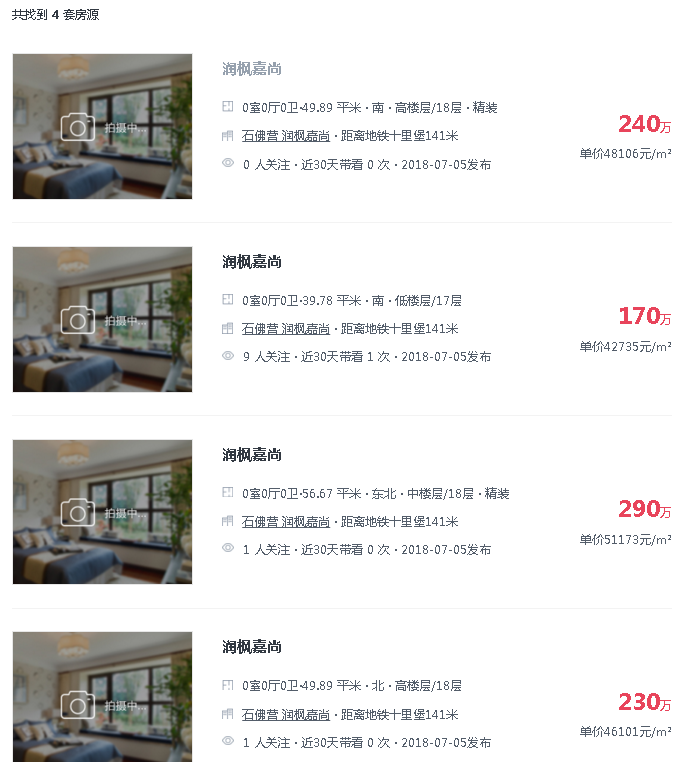 共找到 4 套房源
润枫嘉尚
0室0厅0卫·49.89 平米 · 南 · 高楼层/18层 · 精装
240万
拍摄中...
石佛营 润枫嘉尚 · 距离地铁十里堡141米
单价48106元/m²
0 人关注 · 近30天带看 0 次 · 2018-07-05发布
润枫嘉尚
0室0厅0卫·39.78 平米 · 南 · 低楼层/17层
170万
拍摄中...
石佛营 润枫嘉尚 · 距离地铁十里堡141米
单价42735元/m²
9 人关注 · 近30天带看 1 次 · 2018-07-05发布
润枫嘉尚
0室0厅0卫·56.67 平米 · 东北 · 中楼层/18层 · 精装
290万
拍摄中...
石佛营 润枫嘉尚 · 距离地铁十里堡141米
单价51173元/m²
1 人关注 · 近30天带看 0 次 · 2018-07-05发布
润枫嘉尚
0室0厅0卫·49.89 平米 · 北 · 高楼层/18层
230万
拍摄中...
石佛营 润枫嘉尚 · 距离地铁十里堡141米
单价46101元/m²
1 人关注 · 近30天带看 0 次 · 2018-07-05发布